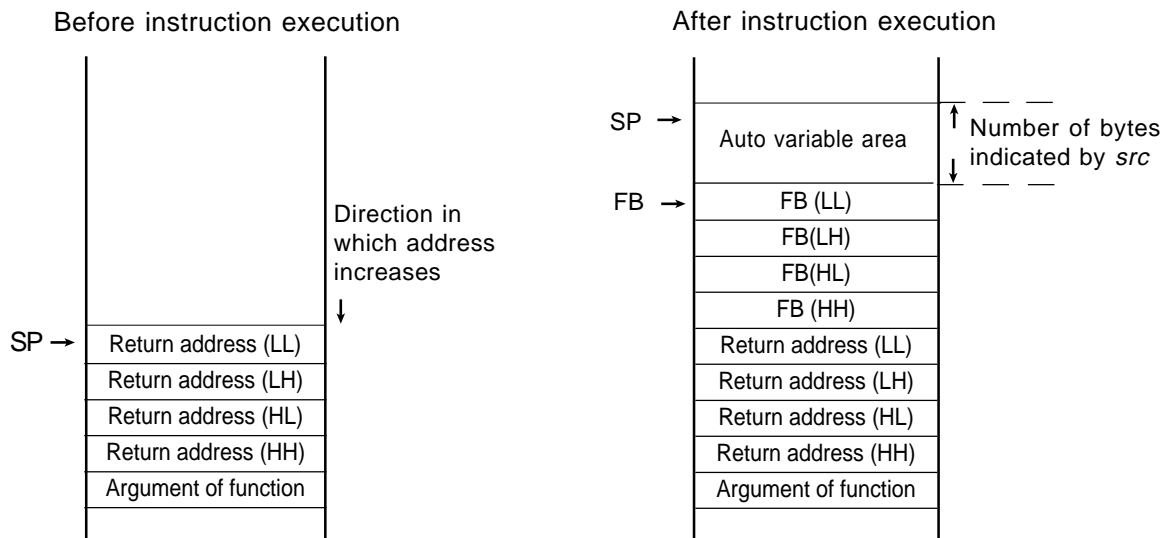 Before instruction execution
Direction in
which address
increases
SP
Return address (LL)
Return address (LH)
Return address (HL)
Return address (HH)
Argument of function
After instruction execution
SP
Auto variable area
Number of bytes
indicated by src
FB
FB (LL)
FB(LH)
FB(HL)
FB (HH)
Return address (LL)
Return address (LH)
Return address (HL)
Return address (HH)
Argument of function